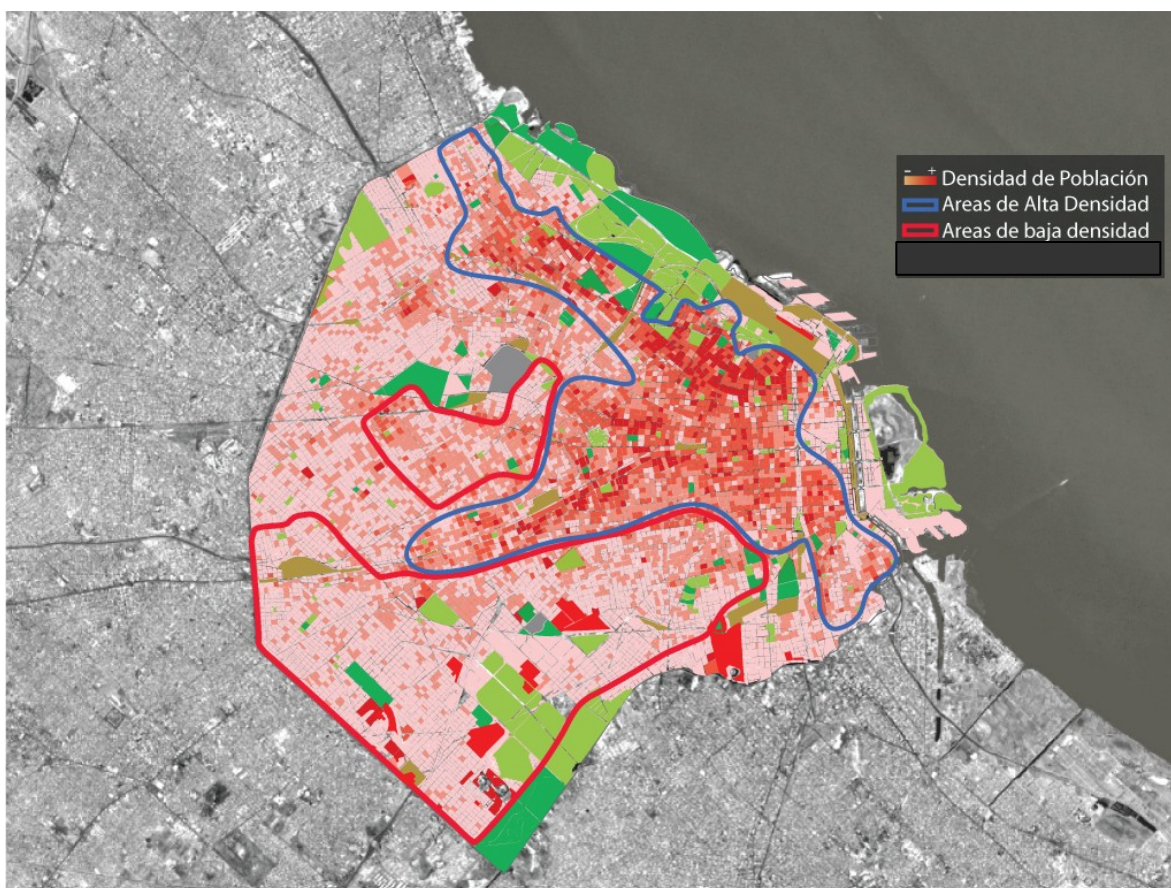 - +
Densidad de Población
Areas de Alta Densidad
Areas de baja densidad